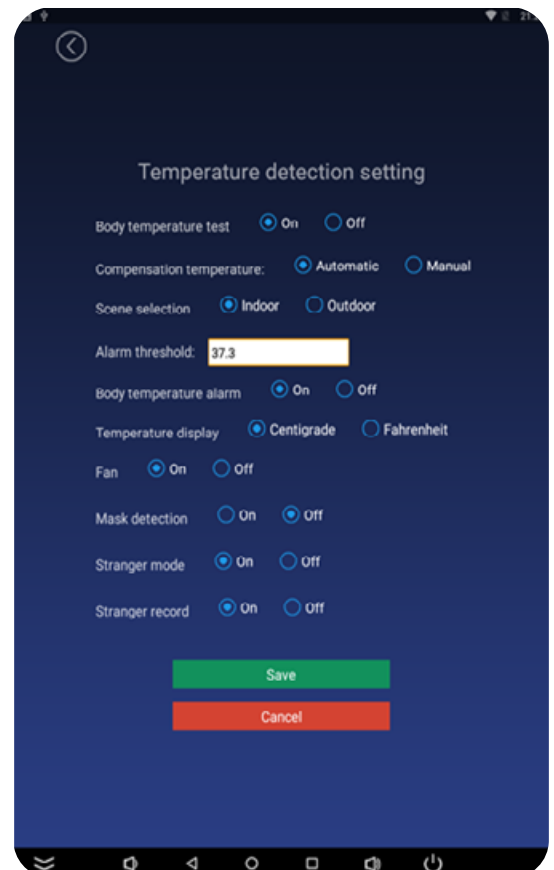 Temperature detection setting
Body temperature test On Off
Compensation temperature: Automatic Manual
Scene selection Indoor Outdoor
Alarm threshold: 37.3
Body temperature alarm On Off
Temperature display Centigrade Fahrenheit
Fan On Off
Mask detection On Off
Stranger mode On Off
Stranger record On Off
Save
Cancel